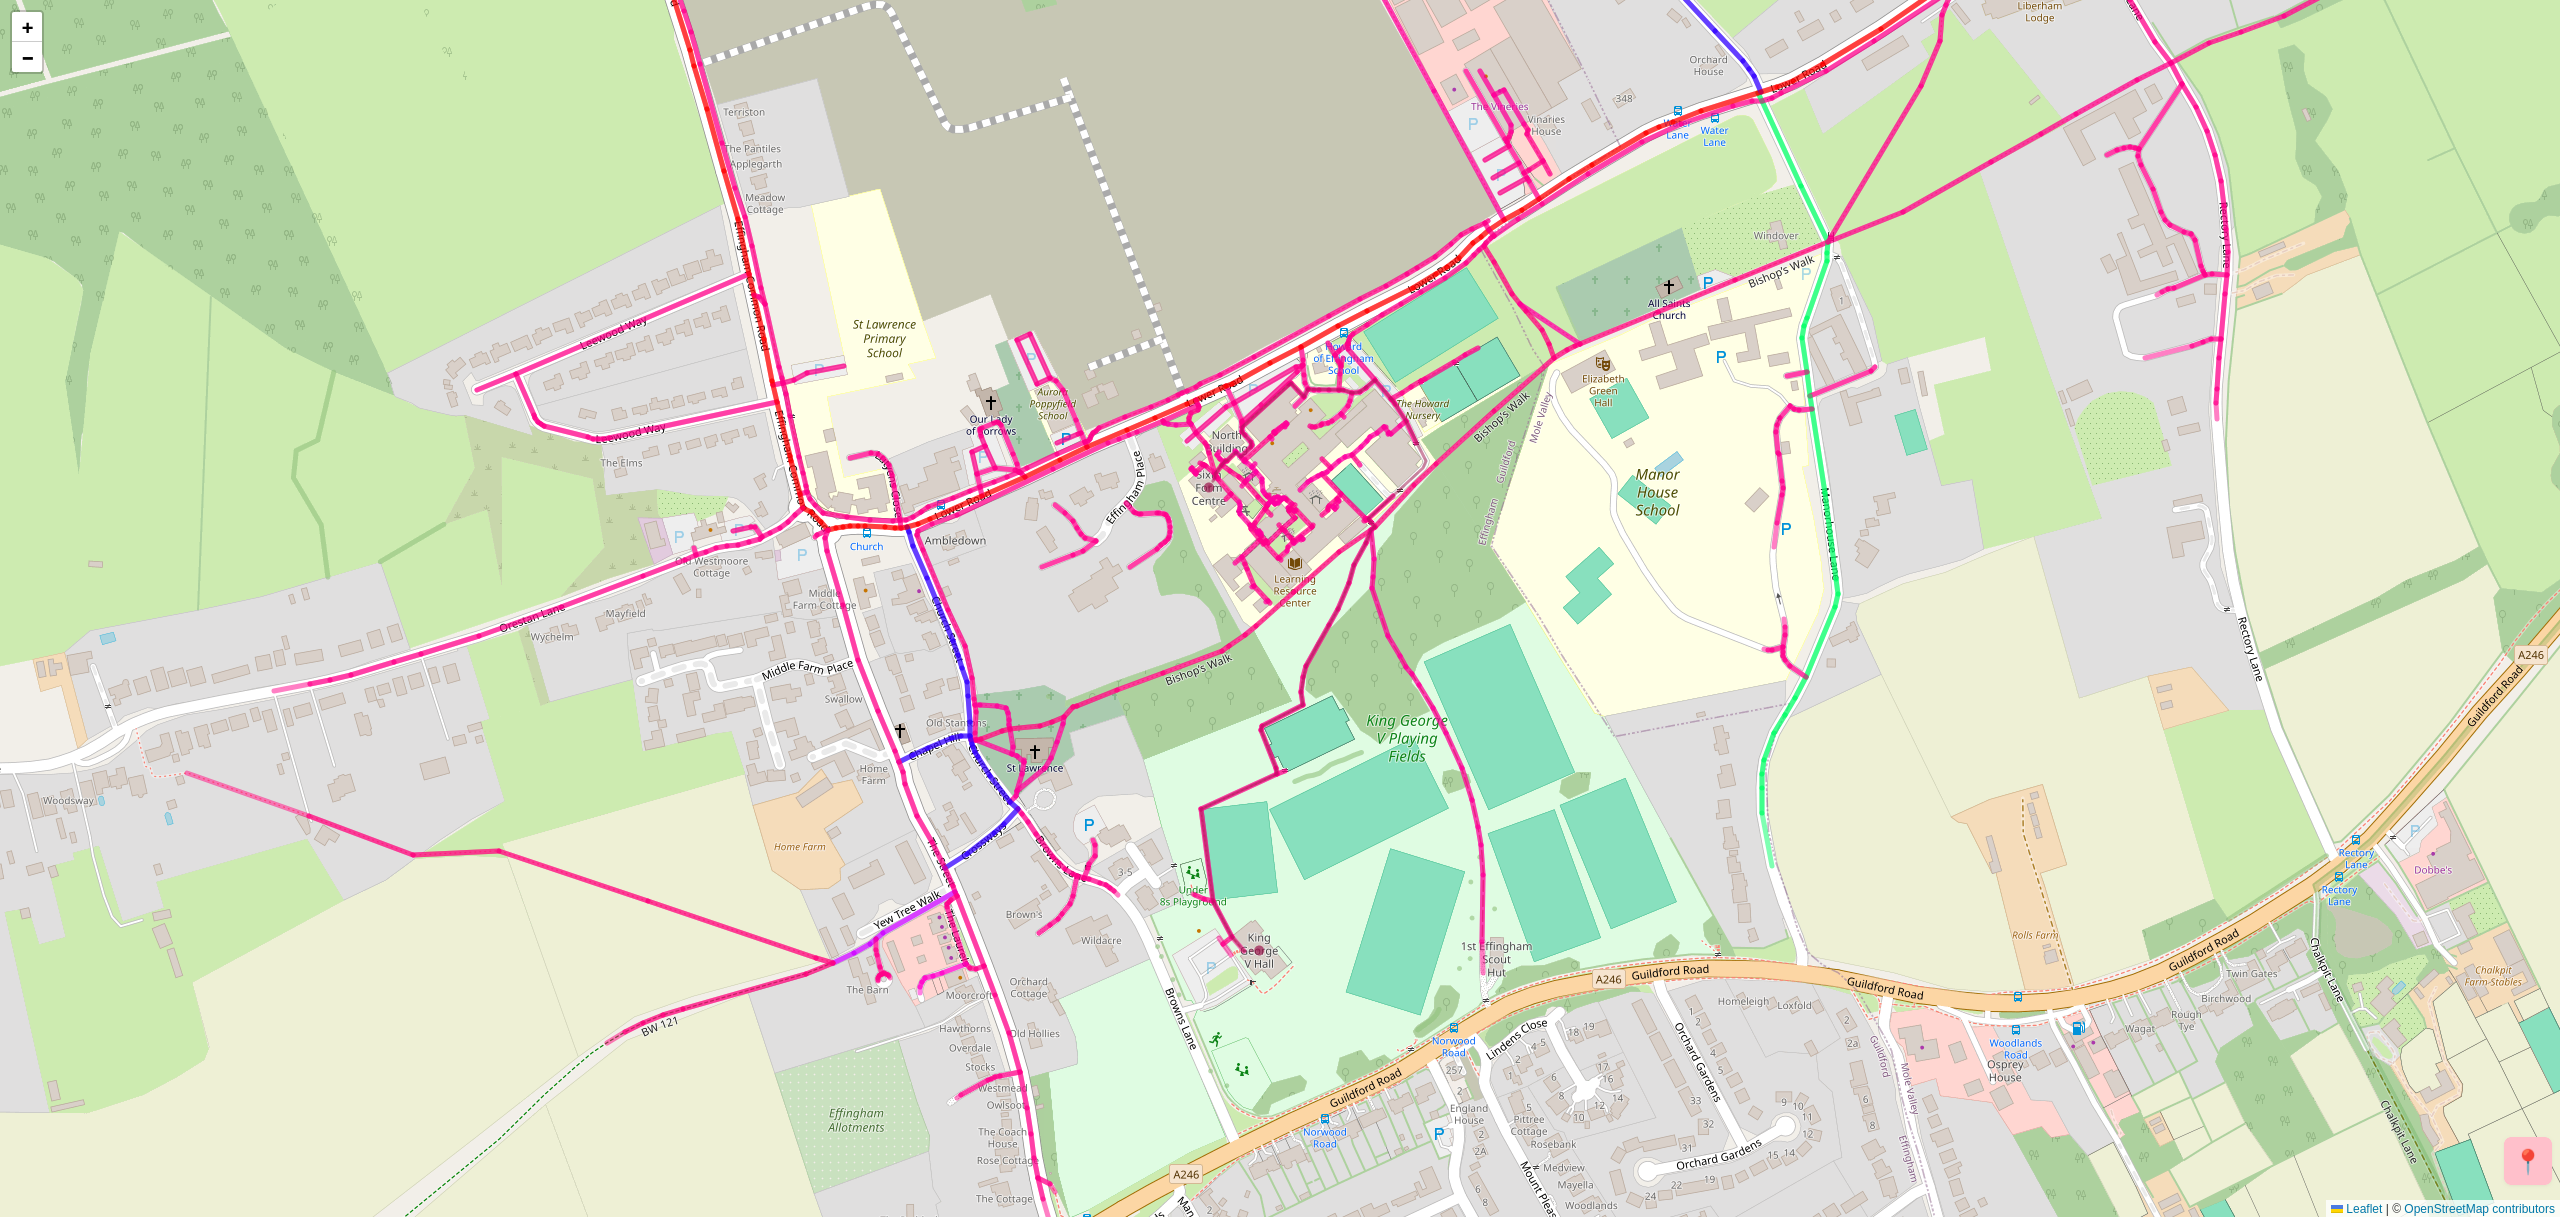 +
−
Terriston
The Pantiles
Applegarth
Meadow
Cottage
Effingham Common Road
Effingham Common Road
Leewood Way
Leewood Way
The Elms
St Lawrence
Primary
School
Our Lady
of Sorrows
Aurora
Poppyfield
School
P
Lyons Close
Lower Road
Lower Road
Lower Road
Lower Road
Church
Ambledown
Effingham Place
Old Westmoore
Cottage
Orestan Lane
Mayfield
Wychelm
Middle
Farm Cottage
Middle Farm Place
Swallow
Home
Farm
Home Farm
Woodsway
Church Street
Church Street
Chapel Hill
Crossways
Old Stantons
St Lawrence
Browns Lane
Browns Lane
3-5
The Street
Yew Tree Walk
The Laurels
The Barn
Brown's
Wildacre
Moorcroft
Orchard
Cottage
Hawthorns
Old Hollies
Overdale
Stocks
Westmead
Owlsoot
The Coach
House
Rose Cottage
The Cottage
Effingham
Allotments
BW 121
North
Building
Sixth
Form
Centre
Learning
Resource
Center
Howard
of Effingham
School
The Howard
Nursery
Bishop's Walk
Bishop's Walk
Bishop's Walk
King George
V Playing
Fields
Under
8s Playground
King
George
V Hall
1st Effingham
Scout
Hut
The Vineries
Vinaries
House
348
Orchard
House
Water
Lane
Water
Lane
Liberham
Lodge
Windover
All Saints
Church
Elizabeth
Green
Hall
Manor
House
School
Mole Valley
Guildford
Effingham
Manorhouse Lane
1
Rectory Lane
Rectory Lane
Rectory
Lane
Rectory
Lane
Guildford Road
Guildford Road
Guildford Road
Guildford Road
Guildford Road
A246
A246
A246
Dobbe's
Rolls Farm
Chalkpit Lane
Chalkpit Lane
Chalkpit
Farm-Stables
Twin Gates
Birchwood
Rough
Tye
Wagat
Woodlands
Road
Osprey
House
Homeleigh
Loxfold
Orchard Gardens
Orchard Gardens
Lindens Close
Norwood
Road
Norwood
Road
257
England
House
Pittree
Cottage
Rosebank
Medview
Mayella
Woodlands
Guildford
Mole Valley
Effingham
Leaflet | © OpenStreetMap contributors